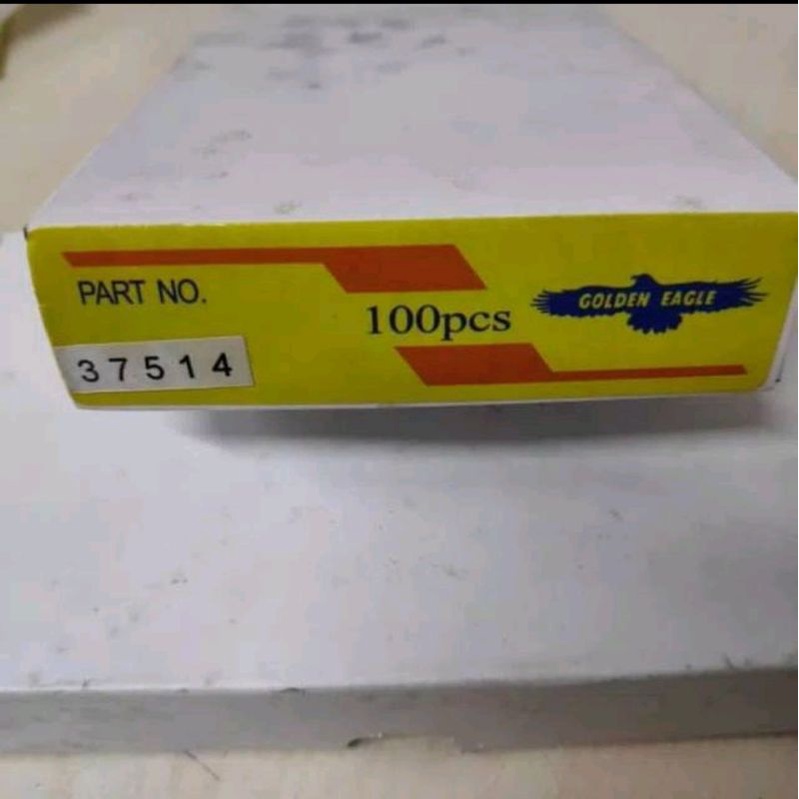 PART NO.
100pcs
GOLDEN EAGLE
37514